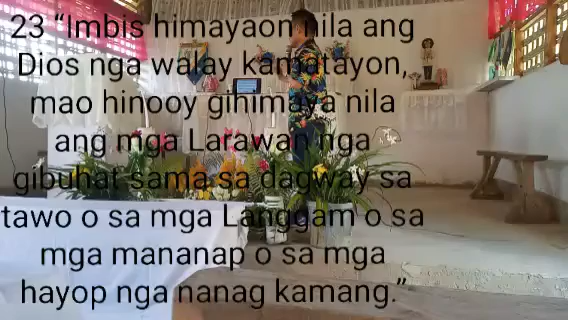 23 “Imbis himayaon nila ang
Dios nga walay kamatayon,
mao hinooy gihimaya nila
ang mga Larawan nga
gibuhat sama sa dagway sa
tawo o sa mga Langgam o sa
mga mananap o sa mga
hayop nga nanag kamang.”